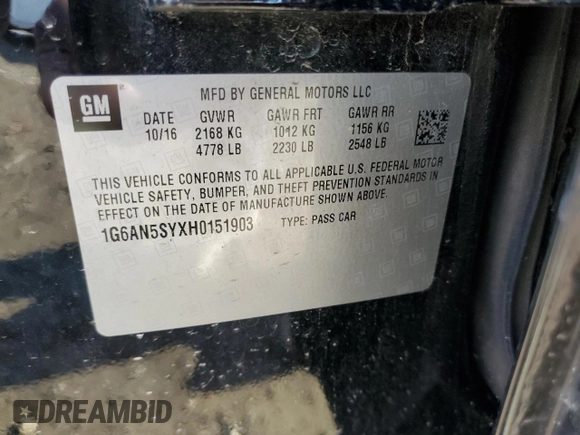 GM
MFD BY GENERAL MOTORS LLC
DATE GVWR GAWR FRT GAWR RR
10/16 2168 KG 1012 KG 1156 KG
4778 LB 2230 LB 2548 LB
THIS VEHICLE CONFORMS TO ALL APPLICABLE U.S. FEDERAL MOTOR
VEHICLE SAFETY, BUMPER, AND THEFT PREVENTION STANDARDS IN
EFFECT ON THE DATE OF MANUFACTURE SHOWN ABOVE.
1G6AN5SYXH0151903 TYPE: PASS CAR
DREAMBID